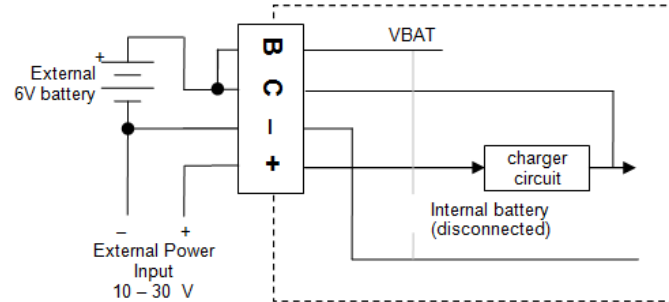 VBAT
B
+
External
6V battery
C
–
+
charger
circuit
Internal battery
(disconnected)
– +
External Power
Input
10 – 30 V